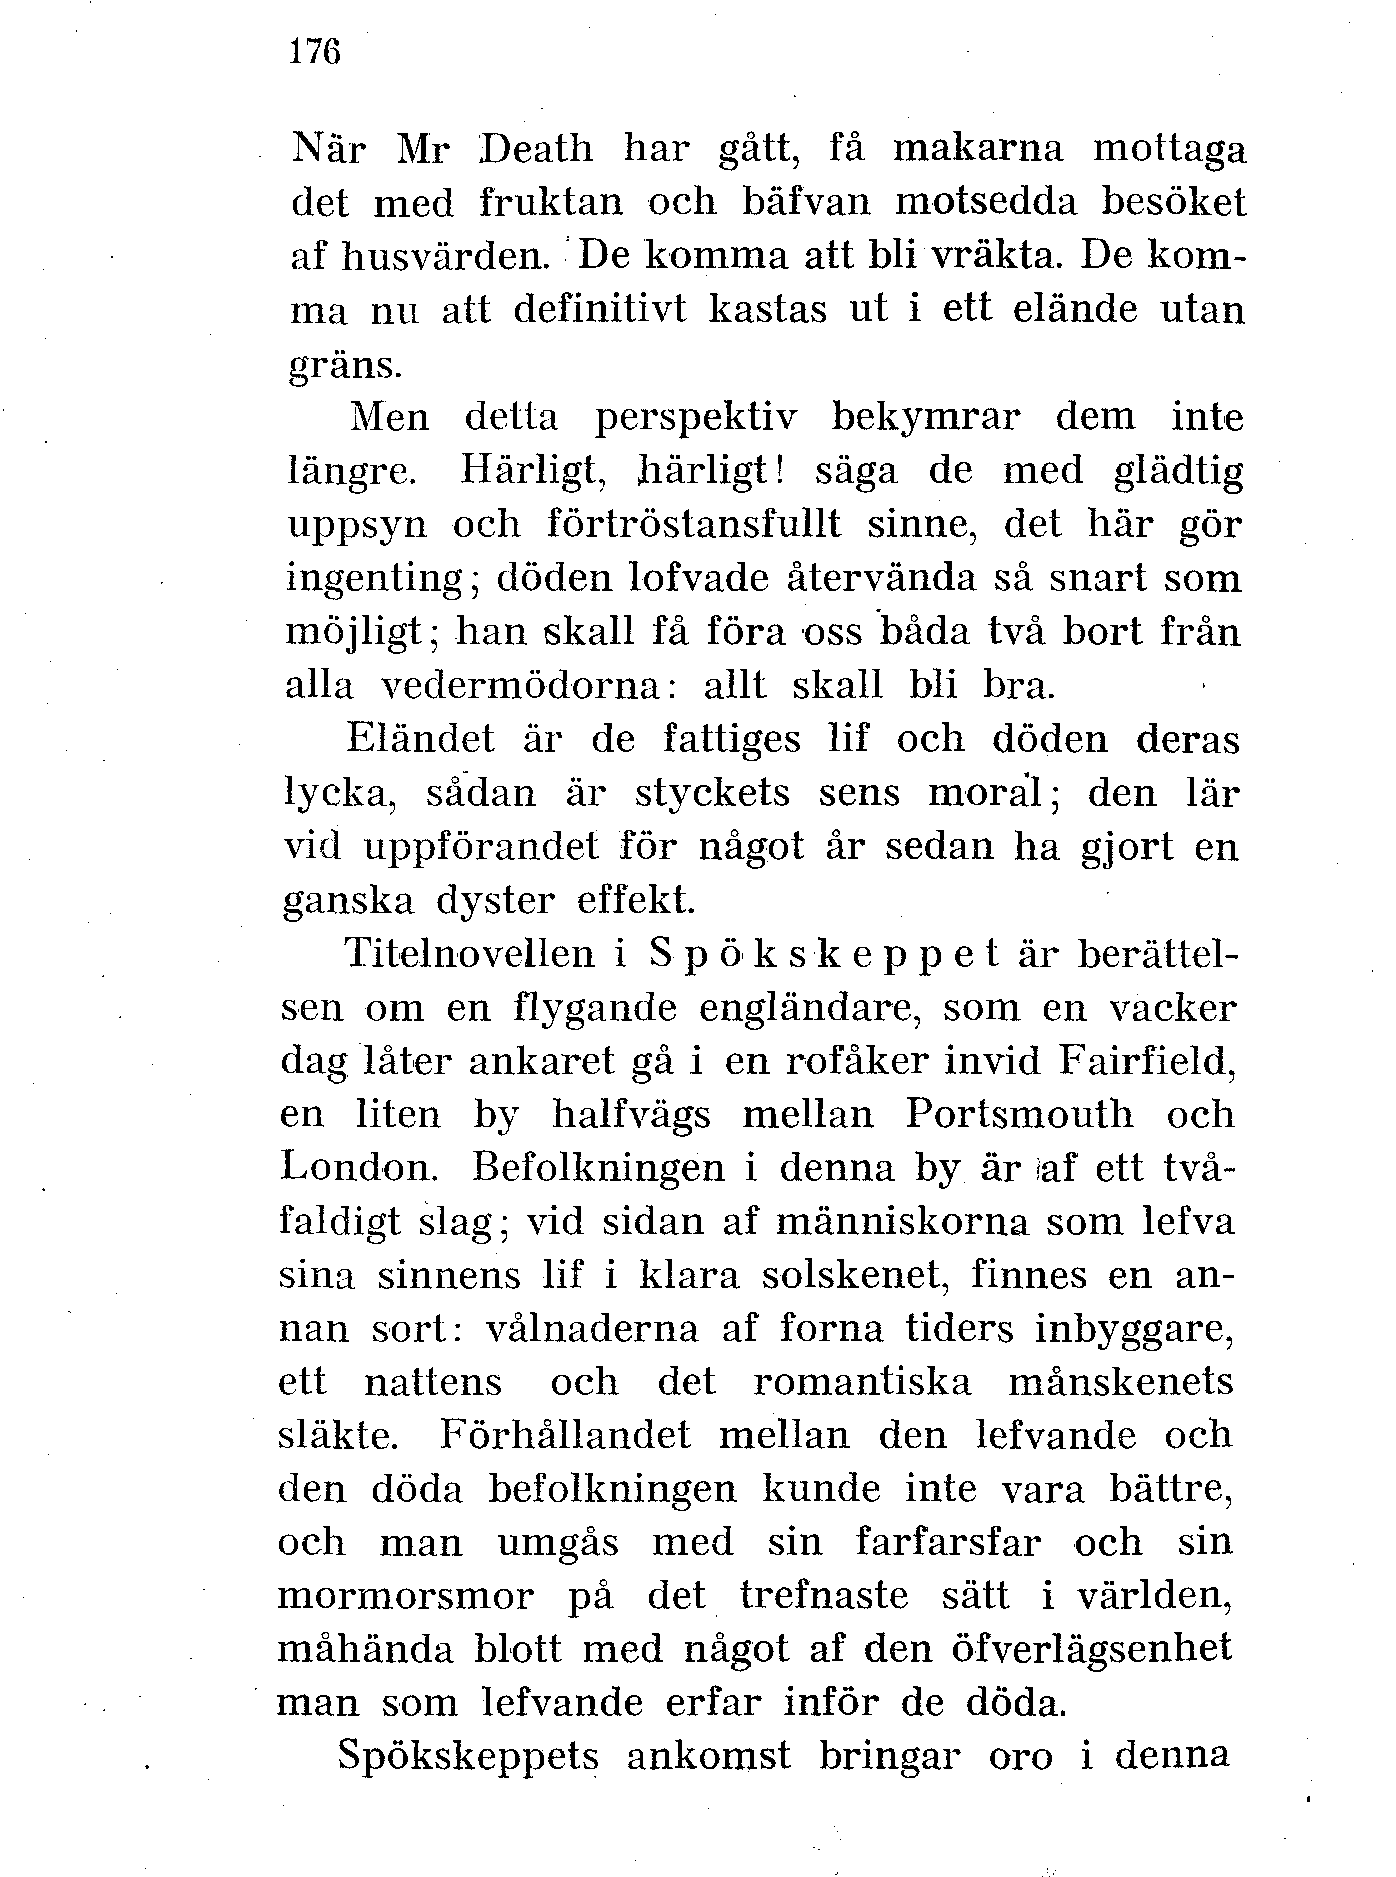 176
När Mr Death har gått, få makarna mottaga
det med fruktan och bäfvan motsedda besöket
af husvärden. De komma att bli vräkta. De kom-
ma nu att definitivt kastas ut i ett elände utan
gräns.
Men detta perspektiv bekymrar dem inte
längre. Härligt, härligt! säga de med glädtig
uppsyn och förtröstansfullt sinne, det här gör
ingenting; döden lofvade återvända så snart som
möjligt; han skall få föra oss båda två bort från
alla vedermödorna: allt skall bli bra.
Eländet är de fattiges lif och döden deras
lycka, sådan är styckets sens moral; den lär
vid uppförandet för något år sedan ha gjort en
ganska dyster effekt.
Titelnovellen i Spökskeppet är berättel-
sen om en flygande engländare, som en vacker
dag låter ankaret gå i en rofåker invid Fairfield,
en liten by halfvägs mellan Portsmouth och
London. Befolkningen i denna by är af ett två-
faldigt slag; vid sidan af människorna som lefva
sina sinnens lif i klara solskenet, finnes en an-
nan sort: vålnaderna af forna tiders inbyggare,
ett nattens och det romantiska månskenets
släkte. Förhållandet mellan den lefvande och
den döda befolkningen kunde inte vara bättre,
och man umgås med sin farfarsfar och sin
mormorsmor på det trefnaste sätt i världen,
måhända blott med något af den öfverlägsenhet
man som lefvande erfar inför de döda.
Spökskeppets ankomst bringar oro i denna